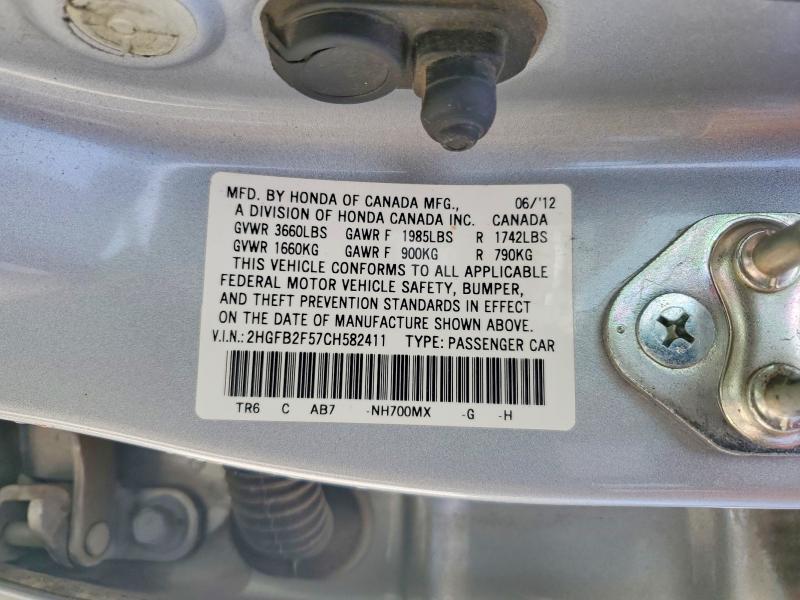 MFD. BY HONDA OF CANADA MFG., 06/'12
A DIVISION OF HONDA CANADA INC. CANADA
GVWR 3660LBS GAWR F 1985LBS R 1742LBS
GVWR 1660KG GAWR F 900KG R 790KG
THIS VEHICLE CONFORMS TO ALL APPLICABLE
FEDERAL MOTOR VEHICLE SAFETY, BUMPER,
AND THEFT PREVENTION STANDARDS IN EFFECT
ON THE DATE OF MANUFACTURE SHOWN ABOVE.
V.I.N.: 2HGFB2F57CH582411 TYPE: PASSENGER CAR
TR6 C AB7 -NH700MX -G -H